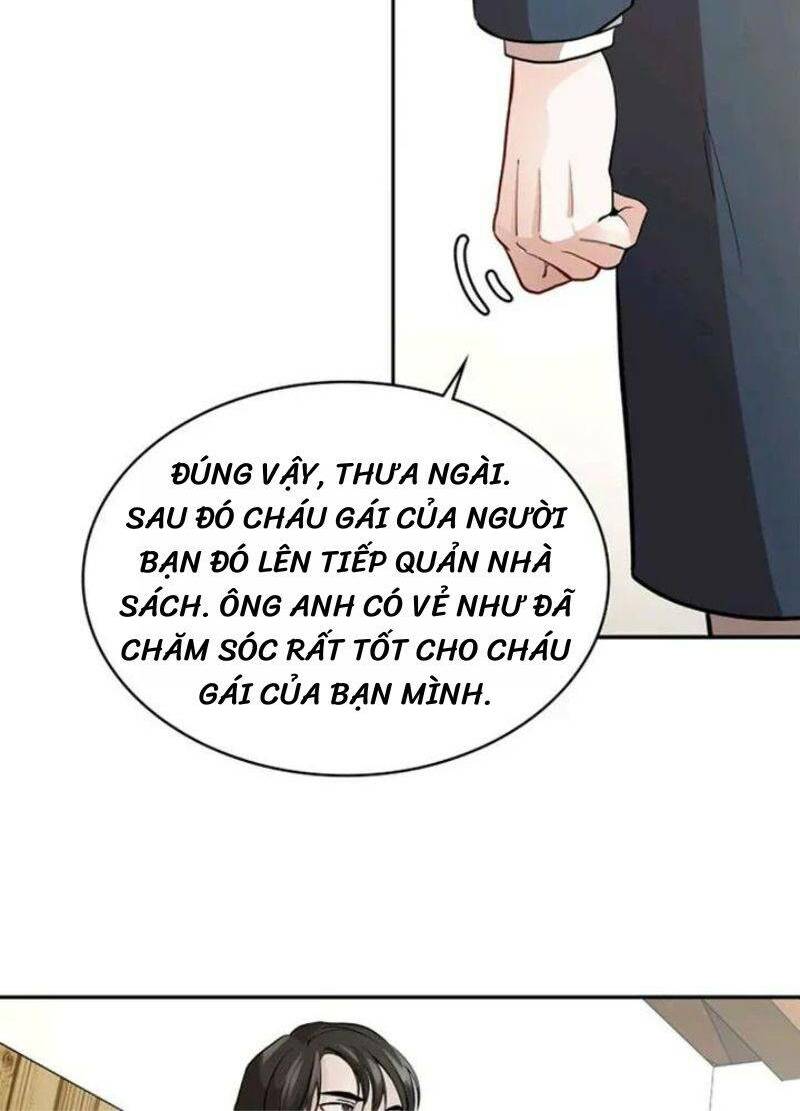 ĐÚNG VẬY, THƯA NGÀI.
SAU ĐÓ CHÁU GÁI CỦA NGƯỜI
BẠN ĐÓ LÊN TIẾP QUẢN NHÀ
SÁCH. ÔNG ANH CÓ VẺ NHƯ ĐÃ
CHĂM SÓC RẤT TỐT CHO CHÁU
GÁI CỦA BẠN MÌNH.